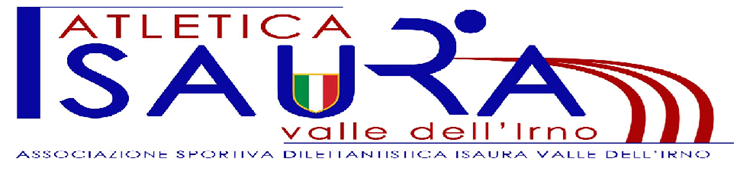 ATLETICA
ISAURA
valle dell'Irno
ASSOCIAZIONE SPORTIVA DILETTANTISTICA ISAURA VALLE DELL'IRNO